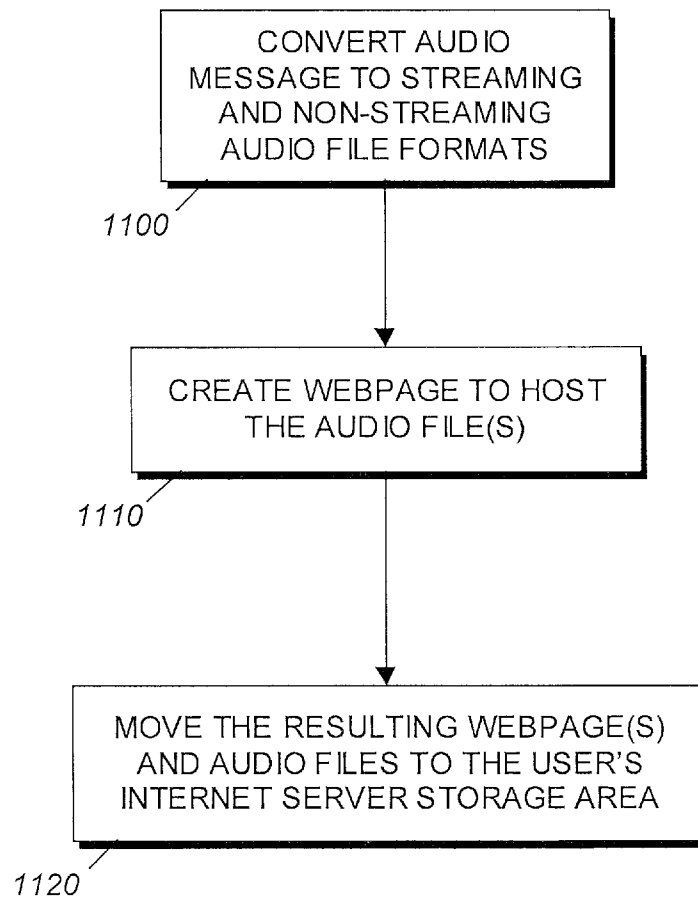 CONVERT AUDIO
MESSAGE TO STREAMING
AND NON-STREAMING
AUDIO FILE FORMATS
1100
CREATE WEBPAGE TO HOST
THE AUDIO FILE(S)
1110
MOVE THE RESULTING WEBPAGE(S)
AND AUDIO FILES TO THE USER'S
INTERNET SERVER STORAGE AREA
1120